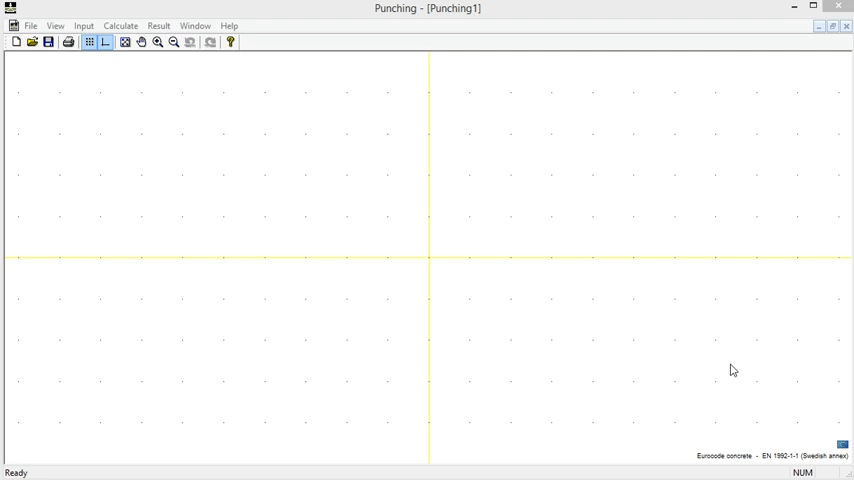 Punching - [Punching1]
File View Input Calculate Result Window Help
Eurocode concrete - EN 1992-1-1 (Swedish annex)
Ready NUM